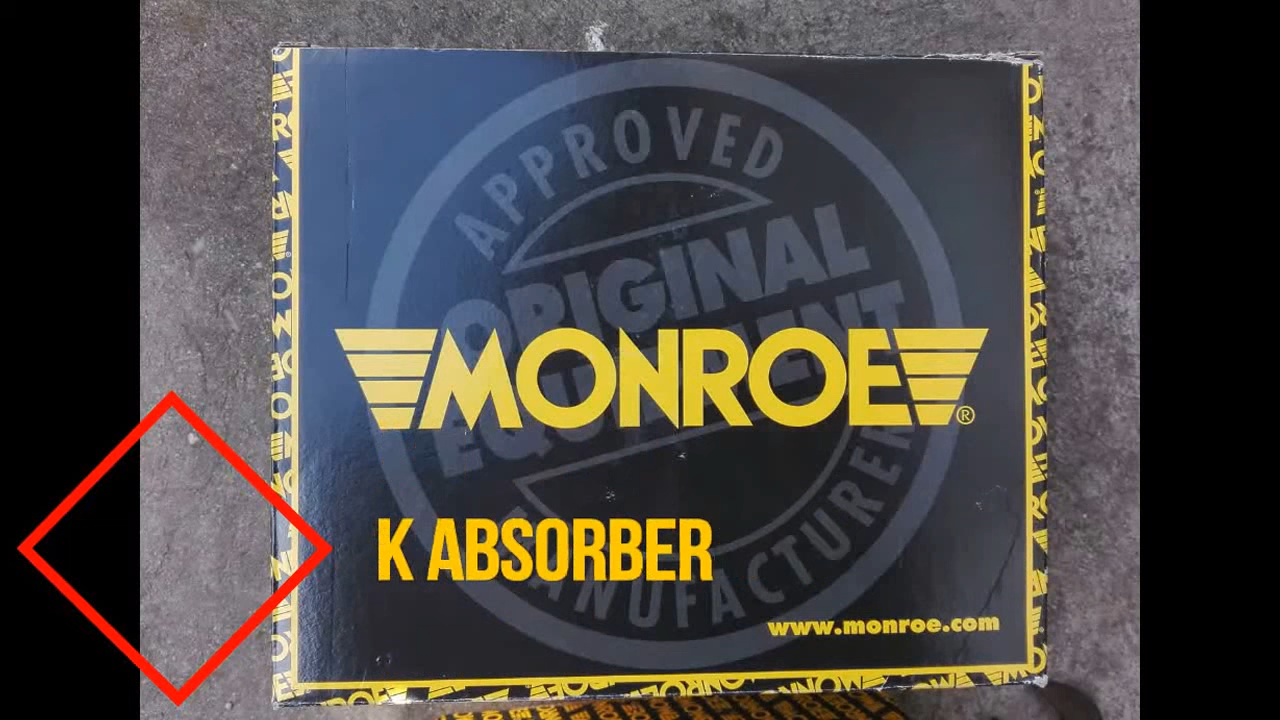 APPROVED
ORIGINAL
EQUIPMENT
MANUFACTURER
MONROE®
K ABSORBER
www.monroe.com